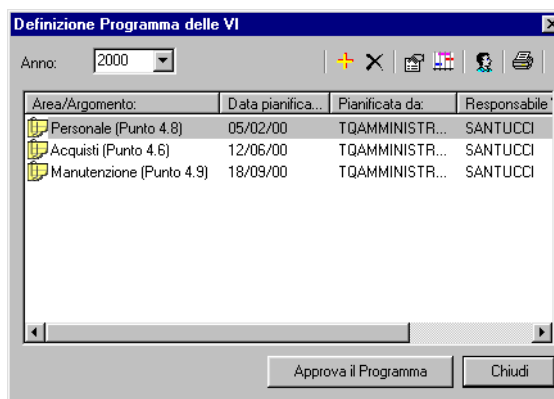 Definizione Programma delle VI
Anno: 2000
Area/Argomento: Data pianifica... Pianificata da: Responsabile
Personale (Punto 4.8) 05/02/00 TQAMMINISTR... SANTUCCI
Acquisti (Punto 4.6) 12/06/00 TQAMMINISTR... SANTUCCI
Manutenzione (Punto 4.9) 18/09/00 TQAMMINISTR... SANTUCCI
Approva il Programma Chiudi